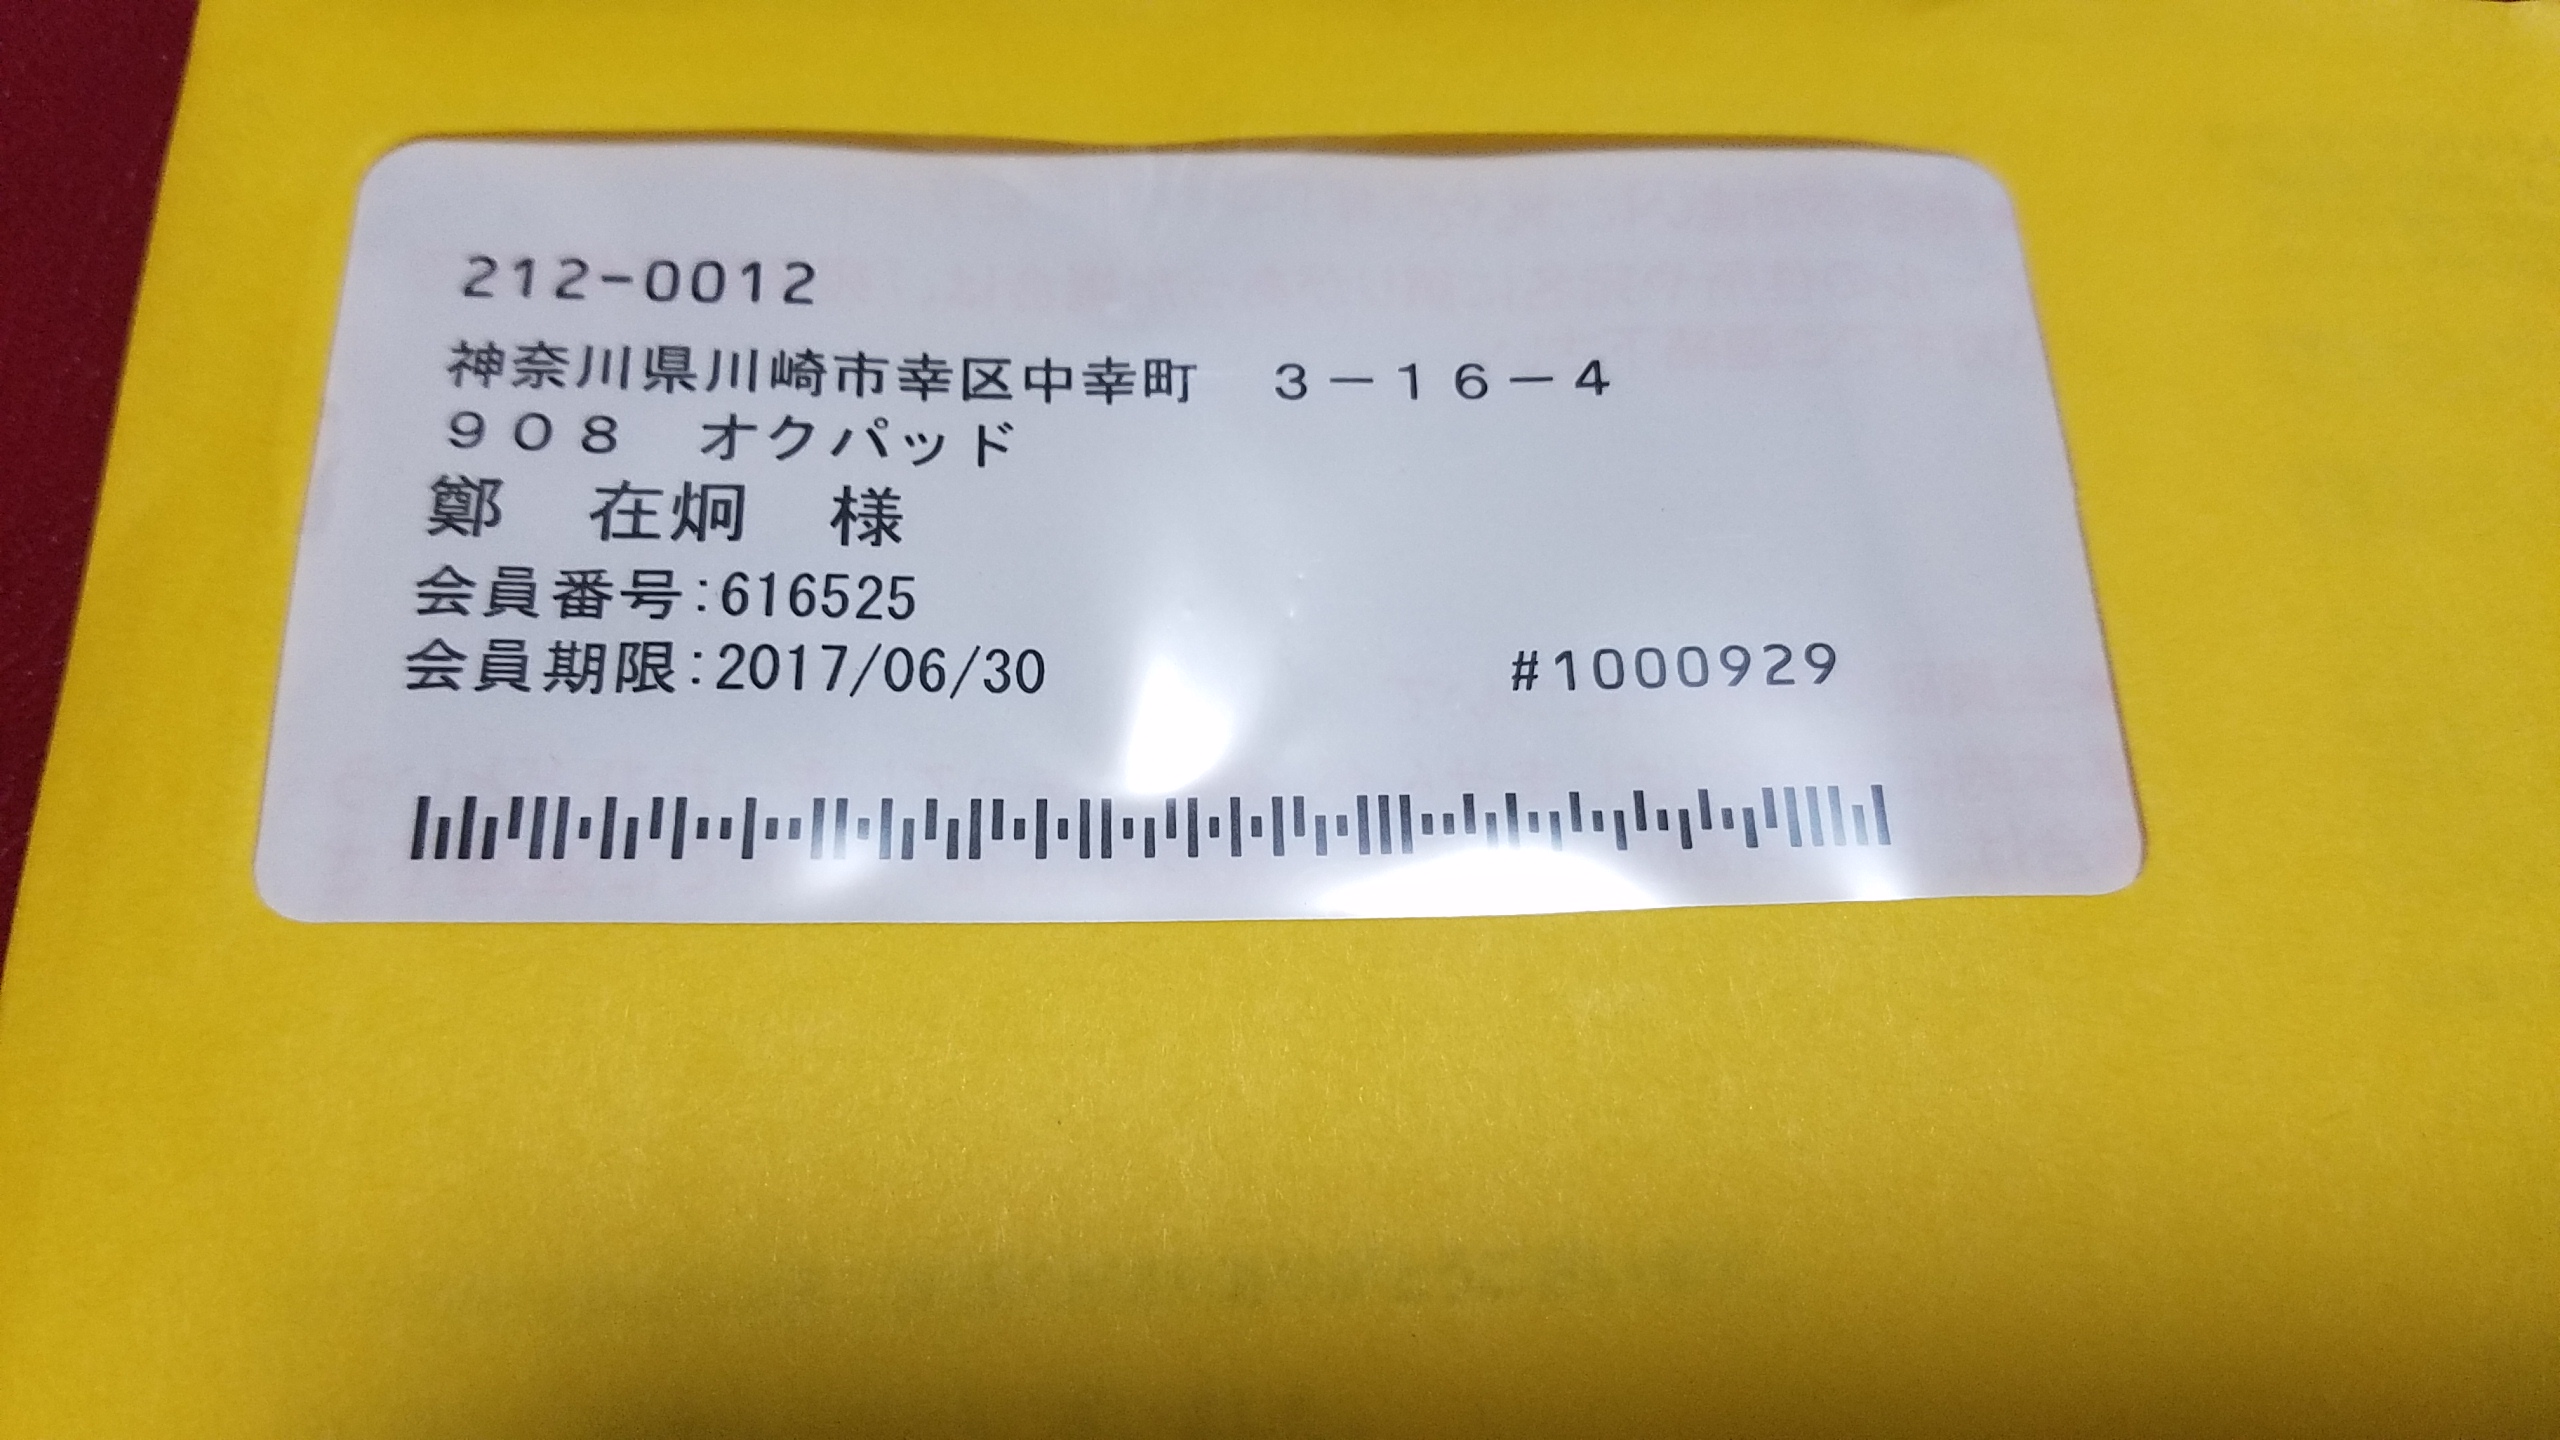 212-0012
神奈川県川崎市幸区中幸町　３－１６－４
９０８　オクパッド
鄭　在炯　様
会員番号:616525
会員期限:2017/06/30
#1000929